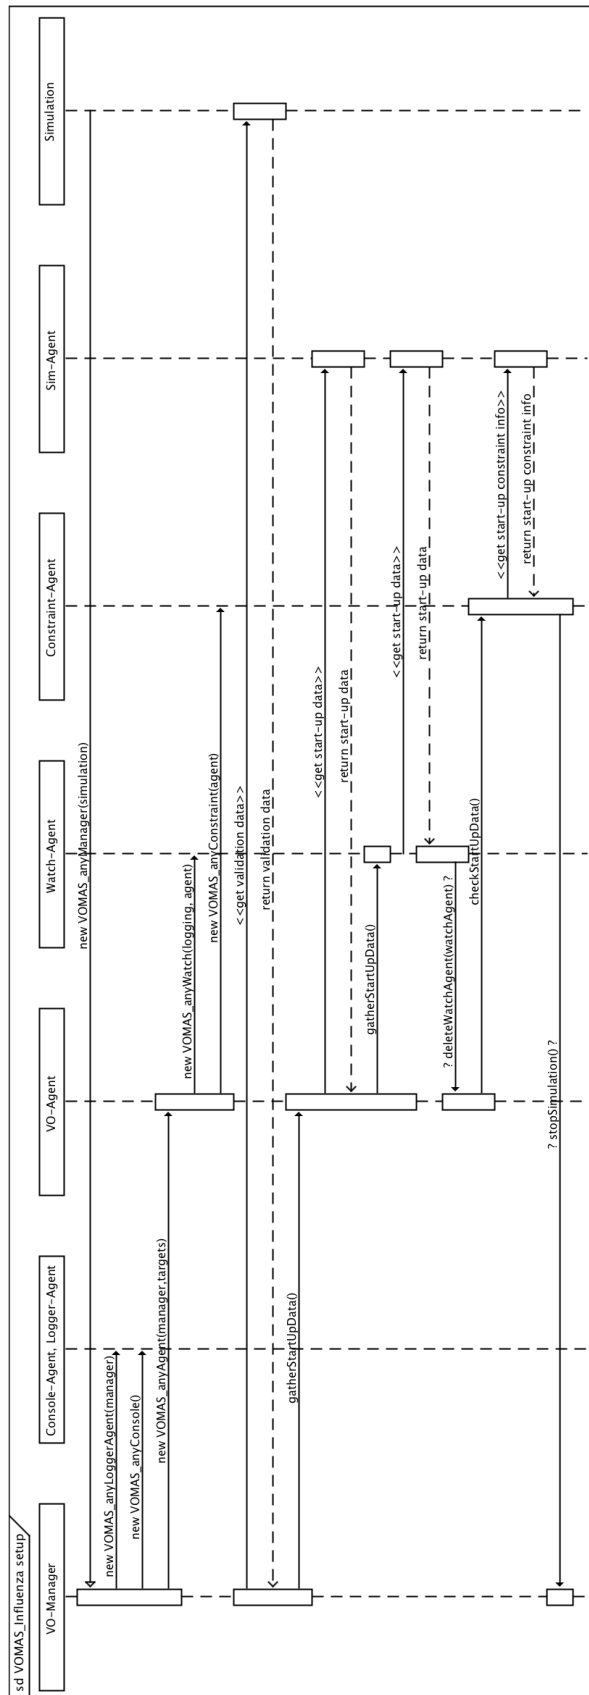 sd VOMAS_Influenza setup
VO-Manager
Console-Agent, Logger-Agent
VO-Agent
Watch-Agent
Constraint-Agent
Sim-Agent
Simulation
new VOMAS_anyManager(simulation)
new VOMAS_anyLoggerAgent(manager)
new VOMAS_anyConsole()
new VOMAS_anyAgent(manager,targets)
new VOMAS_anyWatch(logging, agent)
new VOMAS_anyConstraint(agent)
<<get validation data>>
return validation data
gatherStartUpData()
<<get start-up data>>
return start-up data
gatherStartUpData()
<<get start-up data>>
return start-up data
? deleteWatchAgent(watchAgent) ?
checkStartUpData()
<<get start-up constraint info>>
return start-up constraint info
? stopSimulation() ?